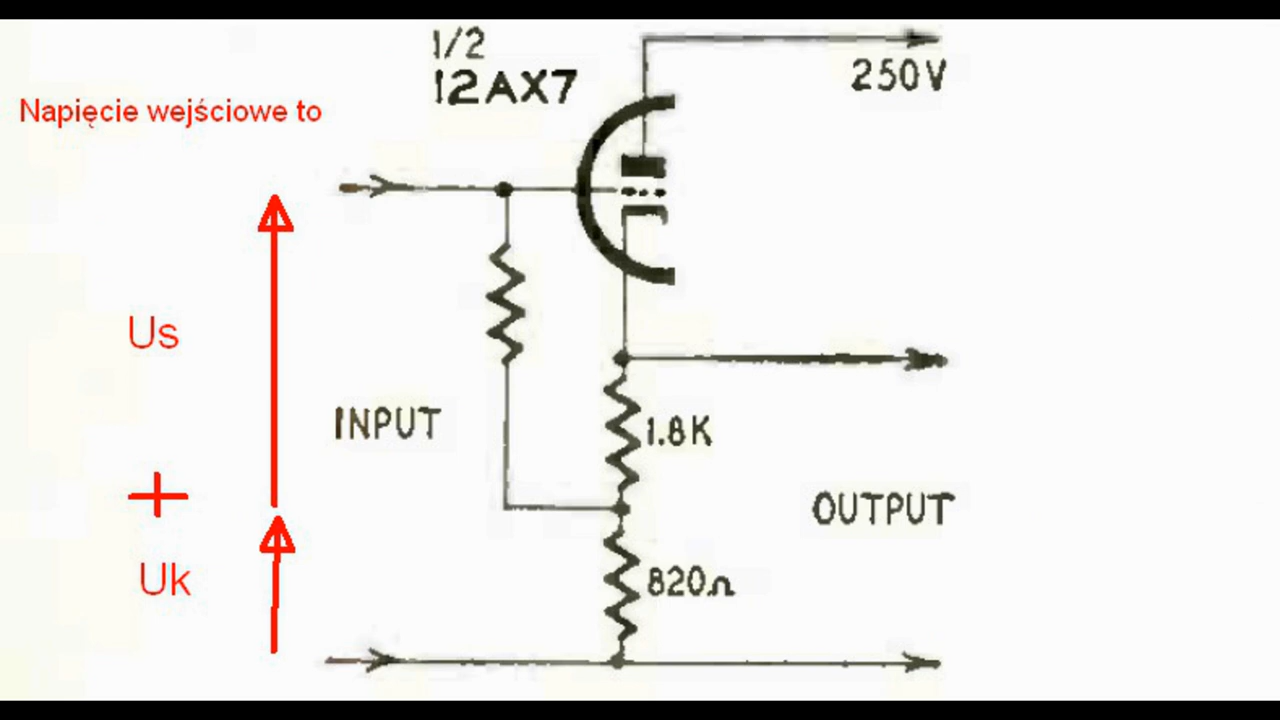 1/2
12AX7
250V
Napięcie wejściowe to
Us
INPUT
1.8K
+
OUTPUT
Uk
820Ω